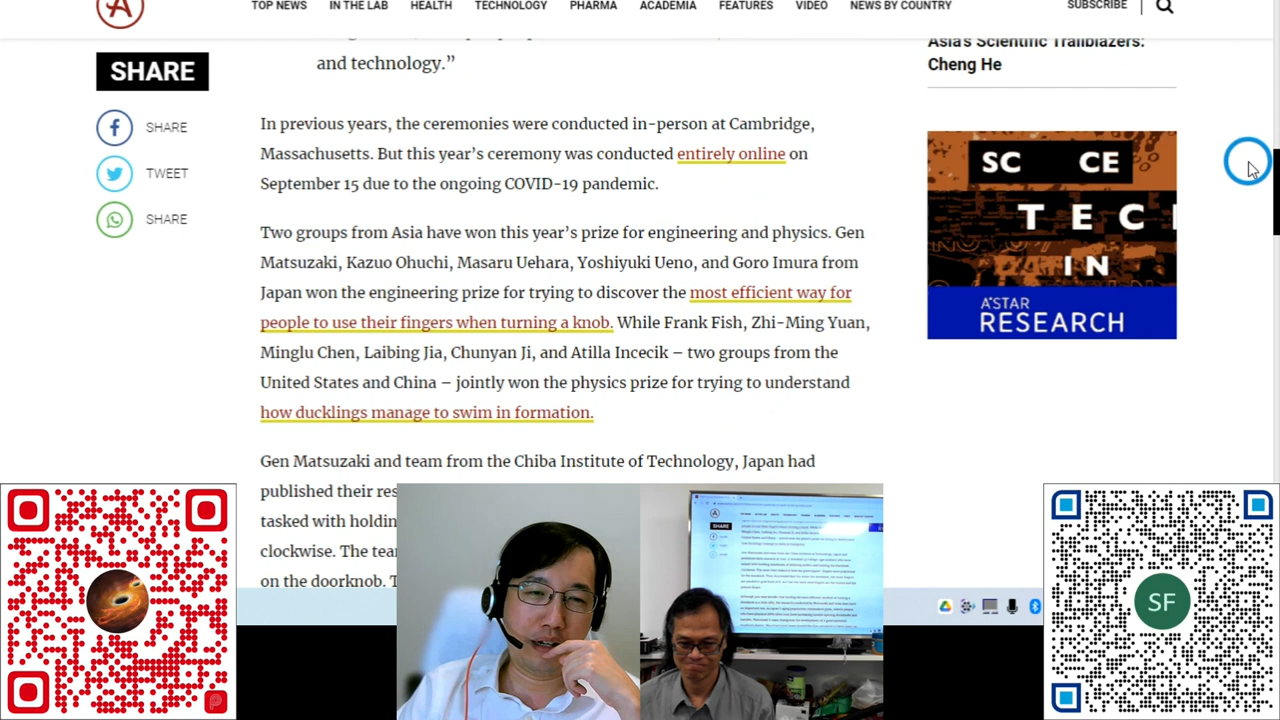 TOP NEWS IN THE LAB HEALTH TECHNOLOGY PHARMA ACADEMIA FEATURES VIDEO NEWS BY COUNTRY SUBSCRIBE
and technology.”
SHARE
SHARE
TWEET
SHARE
In previous years, the ceremonies were conducted in-person at Cambridge,
Massachusetts. But this year’s ceremony was conducted entirely online on
September 15 due to the ongoing COVID-19 pandemic.
Two groups from Asia have won this year’s prize for engineering and physics. Gen
Matsuzaki, Kazuo Ohuchi, Masaru Uehara, Yoshiyuki Ueno, and Goro Imura from
Japan won the engineering prize for trying to discover the most efficient way for
people to use their fingers when turning a knob. While Frank Fish, Zhi-Ming Yuan,
Minglu Chen, Laibing Jia, Chunyan Ji, and Atilla Incecik – two groups from the
United States and China – jointly won the physics prize for trying to understand
how ducklings manage to swim in formation.
Gen Matsuzaki and team from the Chiba Institute of Technology, Japan had
published their res
tasked with holdin
clockwise. The tea
on the doorknob. T
Asia's Scientific Trailblazers:
Cheng He
SC CE
TEC
IN
A*STAR
RESEARCH
SHARE
SF